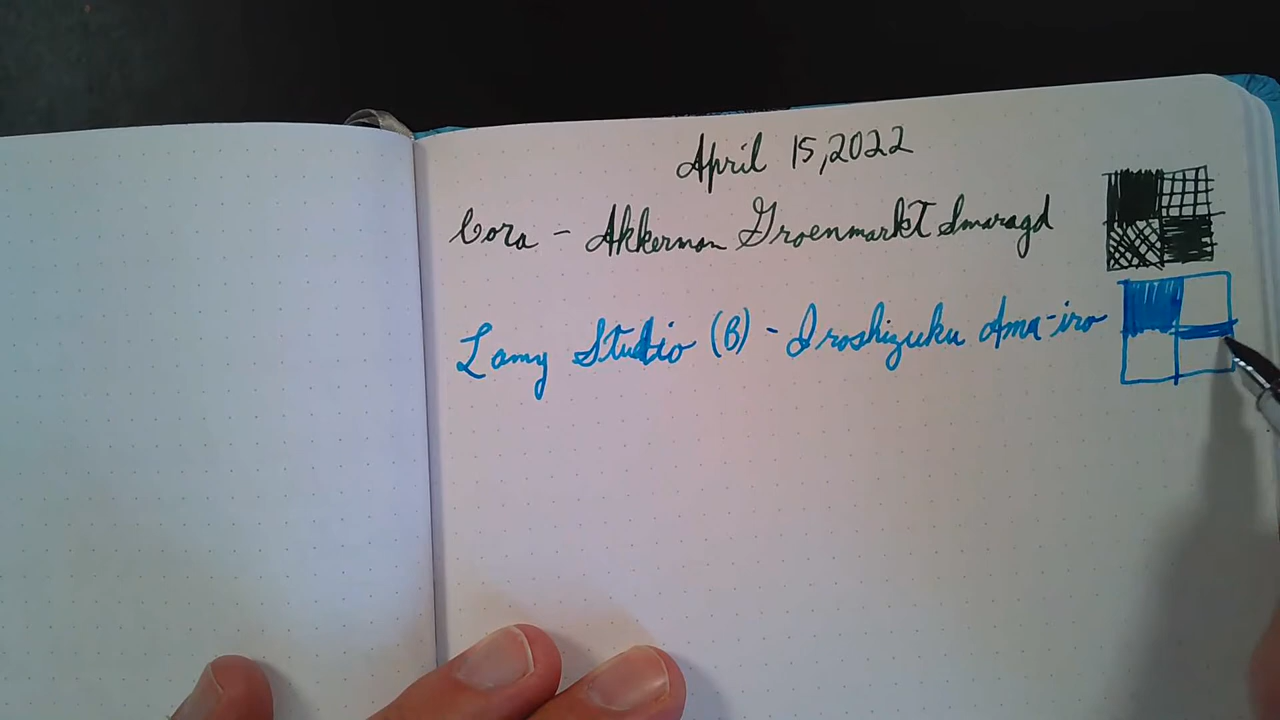 April 15, 2022
Cora - Akkerman Groenmarkt Smaragd
Lamy Studio (B) - Iroshizuku Ama-iro